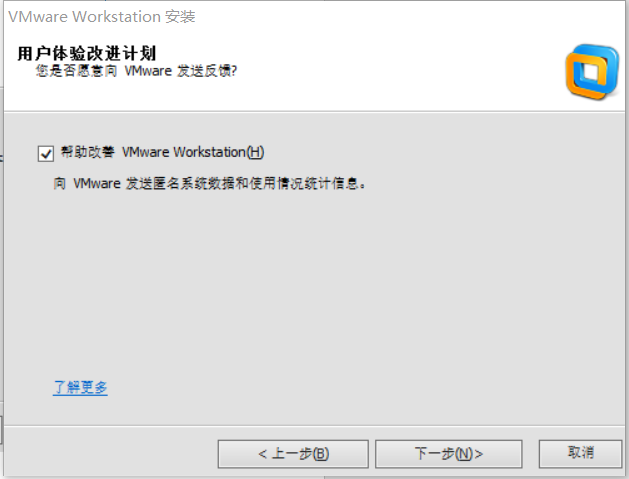 VMware Workstation 安装
用户体验改进计划
您是否愿意向 VMware 发送反馈?
帮助改善 VMware Workstation(H)
向 VMware 发送匿名系统数据和使用情况统计信息。
了解更多
< 上一步(B)
下一步(N)>
取消